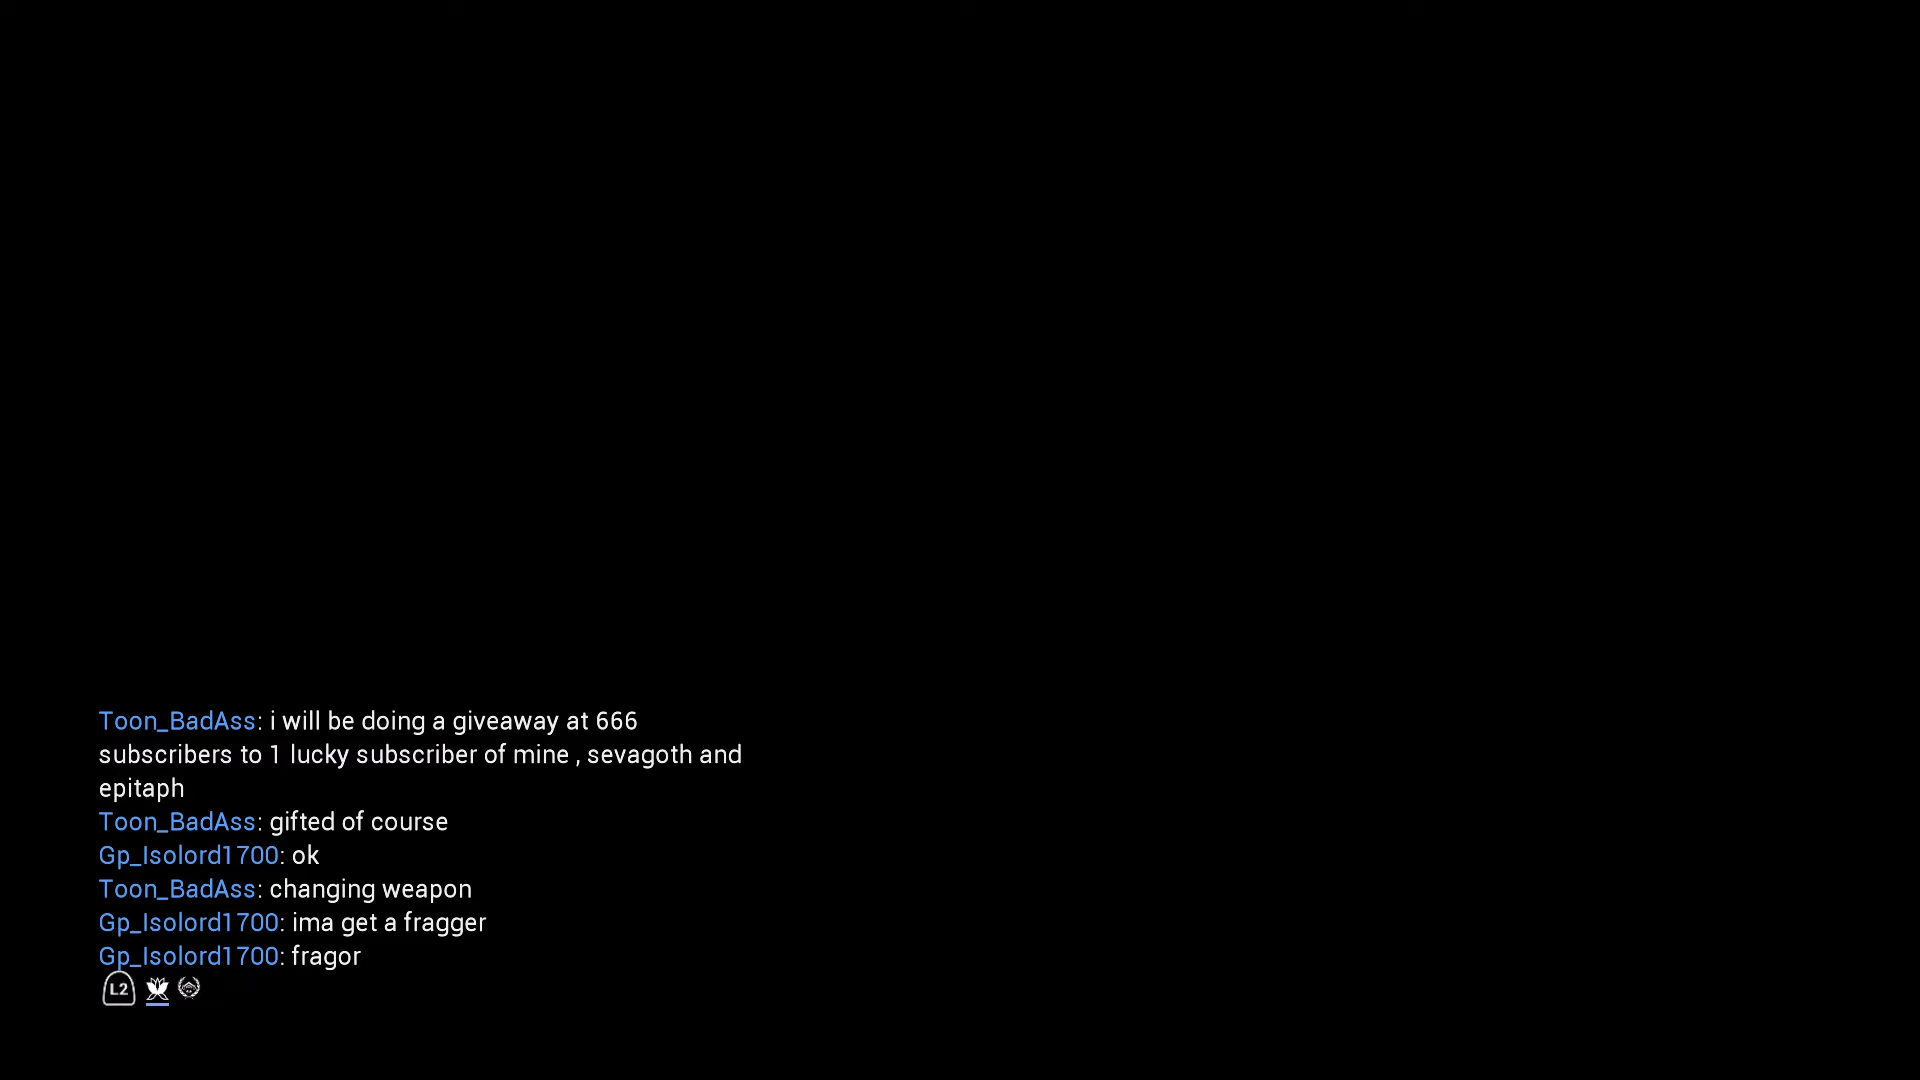 Toon_BadAss: i will be doing a giveaway at 666
subscribers to 1 lucky subscriber of mine , sevagoth and
epitaph
Toon_BadAss: gifted of course
Gp_Isolord1700: ok
Toon_BadAss: changing weapon
Gp_Isolord1700: ima get a fragger
Gp_Isolord1700: fragor
L2